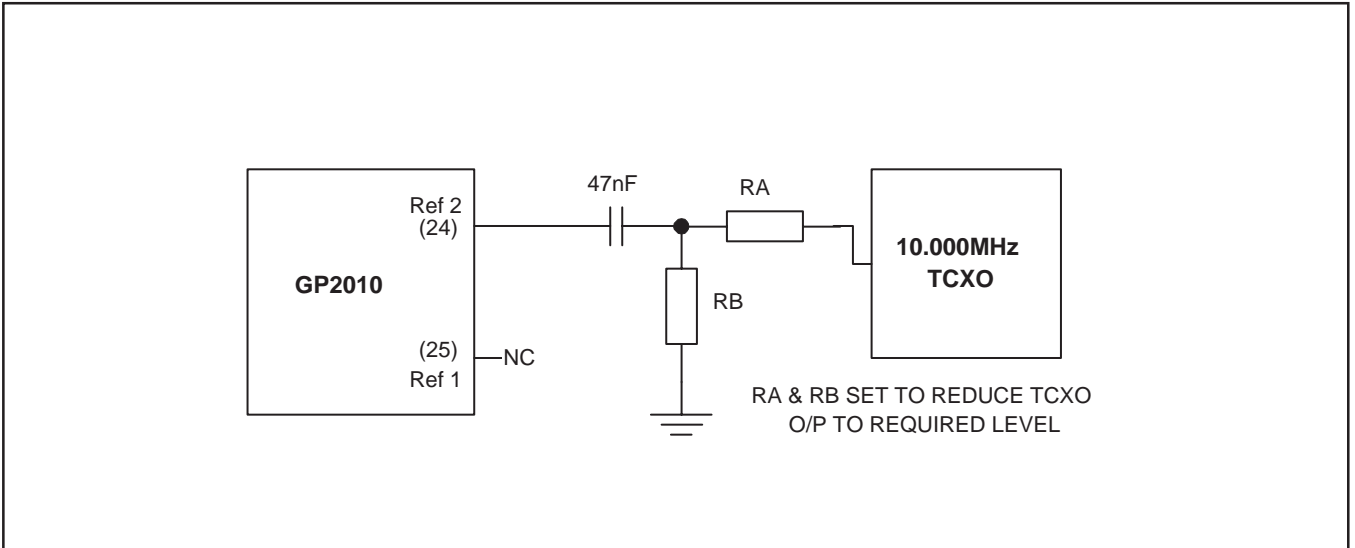 47nF
RA
Ref 2
(24)
10.000MHz
TCXO
GP2010
RB
(25)
NC
Ref 1
RA & RB SET TO REDUCE TCXO
O/P TO REQUIRED LEVEL